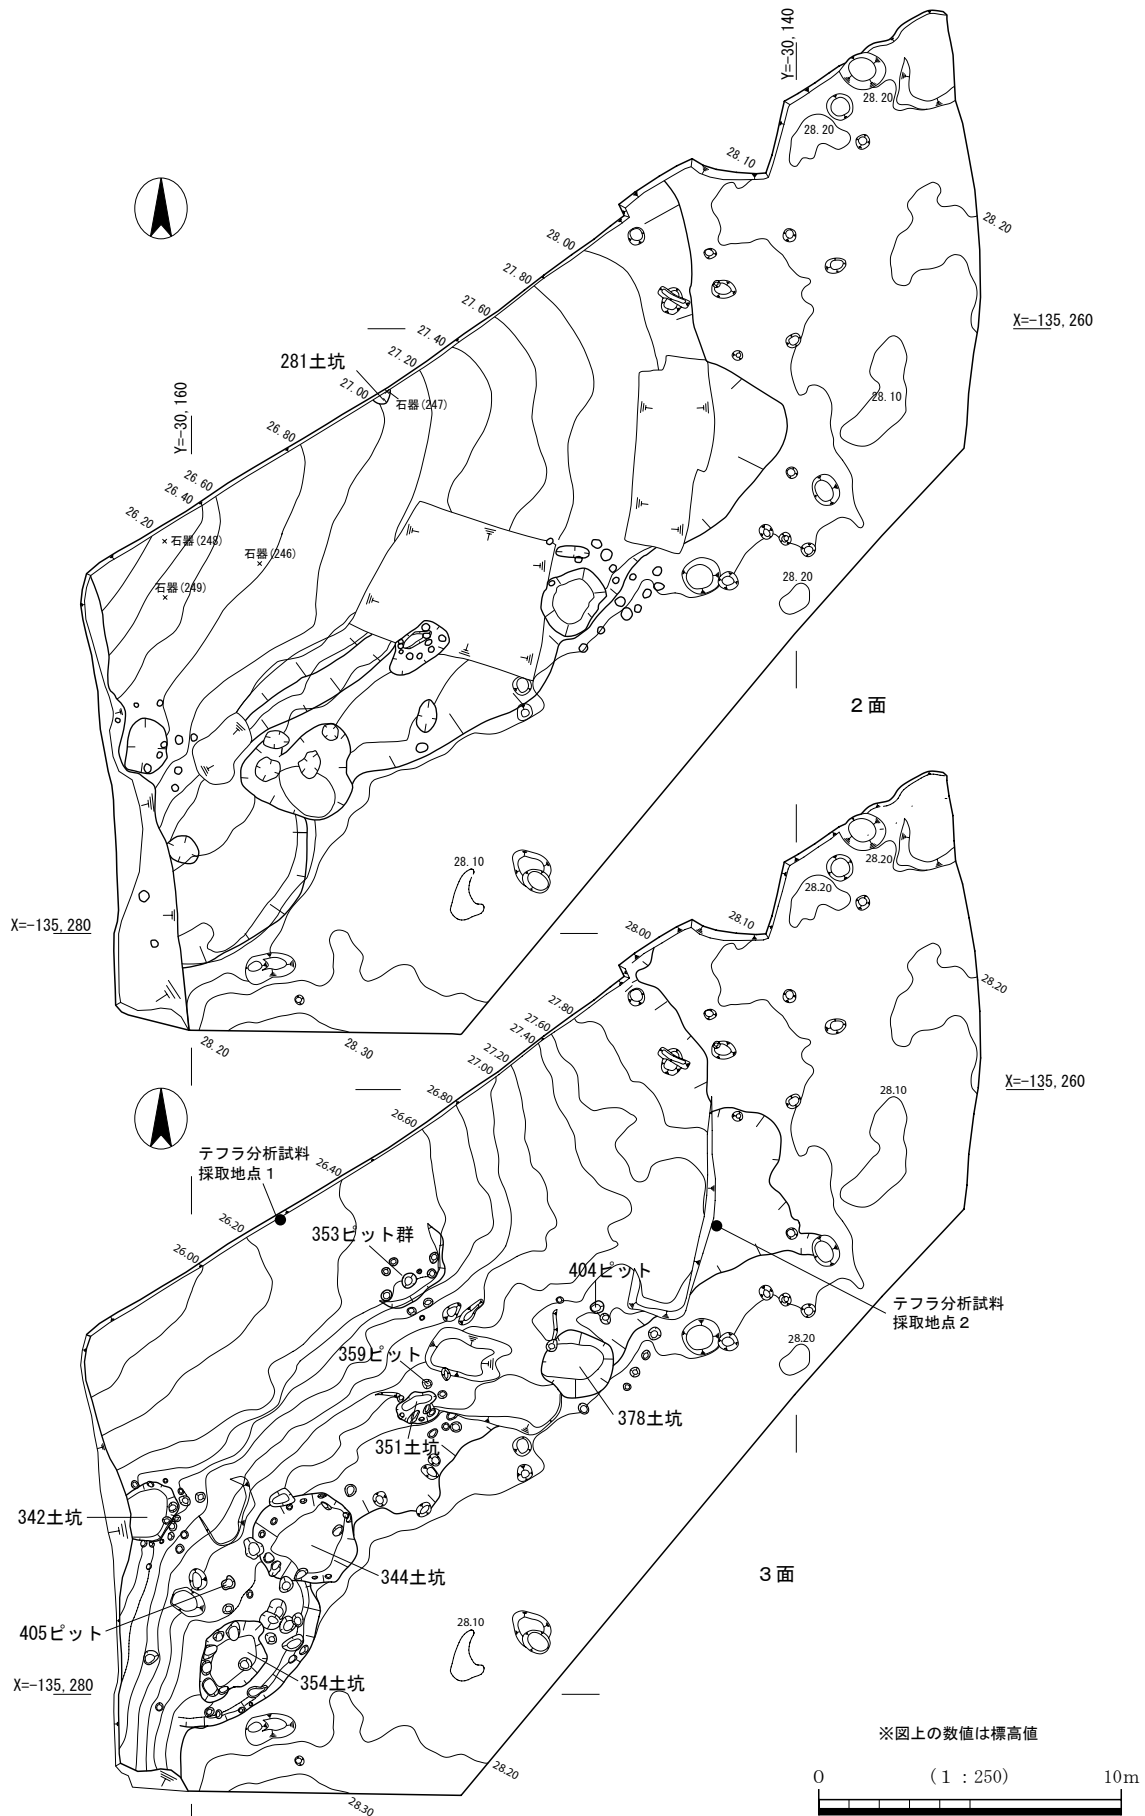 Y=-30,140
28.20
28.20
28.10
28.20
28.00
27.80
27.60
X=-135,260
27.40
27.20
281土坑
27.00
石器(247)
Y=-30,160
28.10
26.80
26.60
26.40
26.20
石器(248)
石器(246)
石器(249)
28.20
2面
28.10
X=-135,280
28.20
28.30
28.20
28.20
28.10
28.00
28.20
27.80
27.60
27.40
27.20
27.00
X=-135,260
26.80
28.10
26.60
テフラ分析試料
採取地点1
26.40
26.20
353ピット群
26.00
404ピット
テフラ分析試料
採取地点2
28.20
359ピット
378土坑
351土坑
342土坑
3面
344土坑
28.10
405ピット
354土坑
X=-135,280
※図上の数値は標高値
28.20
28.30
0 (1:250) 10m